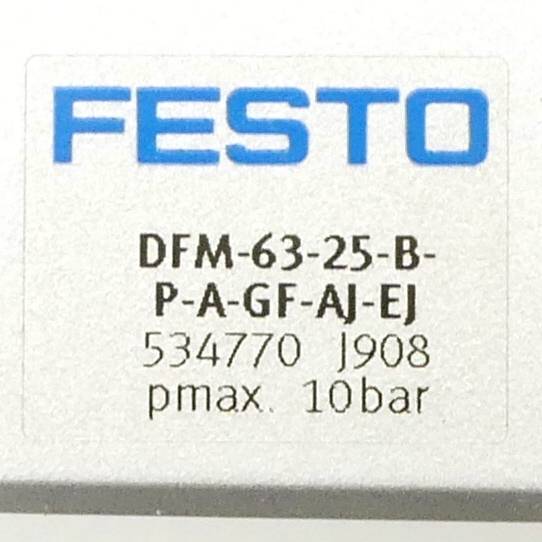 FESTO
DFM-63-25-B-
P-A-GF-AJ-EJ
534770 J908
pmax. 10bar